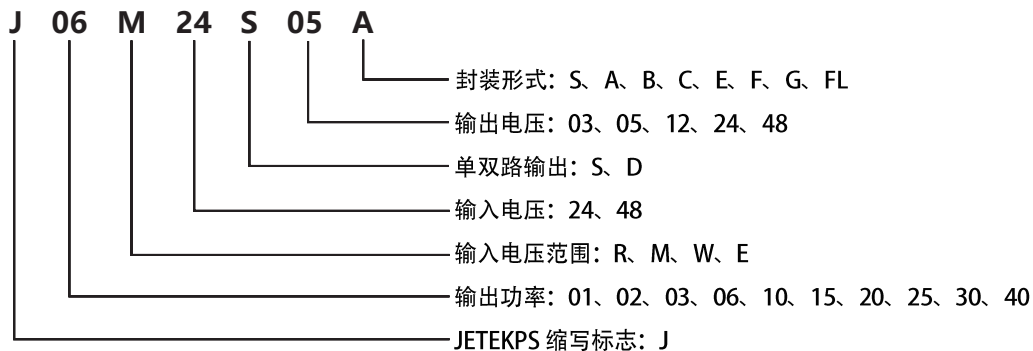 J 06 M 24 S 05 A
封装形式：S、A、B、C、E、F、G、FL
输出电压：03、05、12、24、48
单双路输出：S、D
输入电压：24、48
输入电压范围：R、M、W、E
输出功率：01、02、03、06、10、15、20、25、30、40
JETEKPS 缩写标志：J